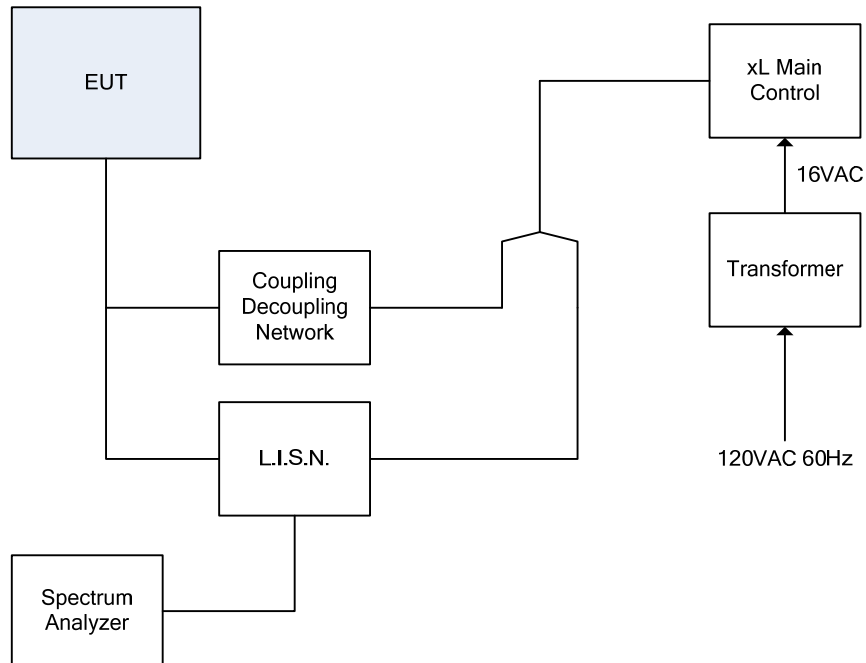 EUT
xL Main
Control
16VAC
Coupling
Decoupling
Network
Transformer
L.I.S.N.
120VAC 60Hz
Spectrum
Analyzer